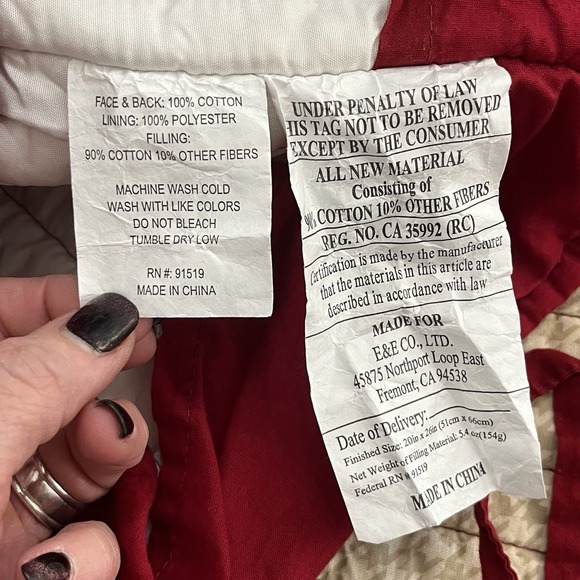 FACE & BACK: 100% COTTON
LINING: 100% POLYESTER
FILLING:
90% COTTON 10% OTHER FIBERS
MACHINE WASH COLD
WASH WITH LIKE COLORS
DO NOT BLEACH
TUMBLE DRY LOW
RN #: 91519
MADE IN CHINA
UNDER PENALTY OF LAW
HIS TAG NOT TO BE REMOVED
EXCEPT BY THE CONSUMER
ALL NEW MATERIAL
Consisting of
COTTON 10% OTHER FIBERS
REG. NO. CA 35992 (RC)
Certification is made by the manufacturer
that the materials in this article are
described in accordance with law
MADE FOR
E&E CO., LTD.
45875 Northport Loop East
Fremont, CA 94538
Date of Delivery:
Finished Size: 20in x 26in (51cm x 66cm)
Net Weight of Filling Material: 5.4 oz (154g)
Federal RN # 91519
MADE IN CHINA